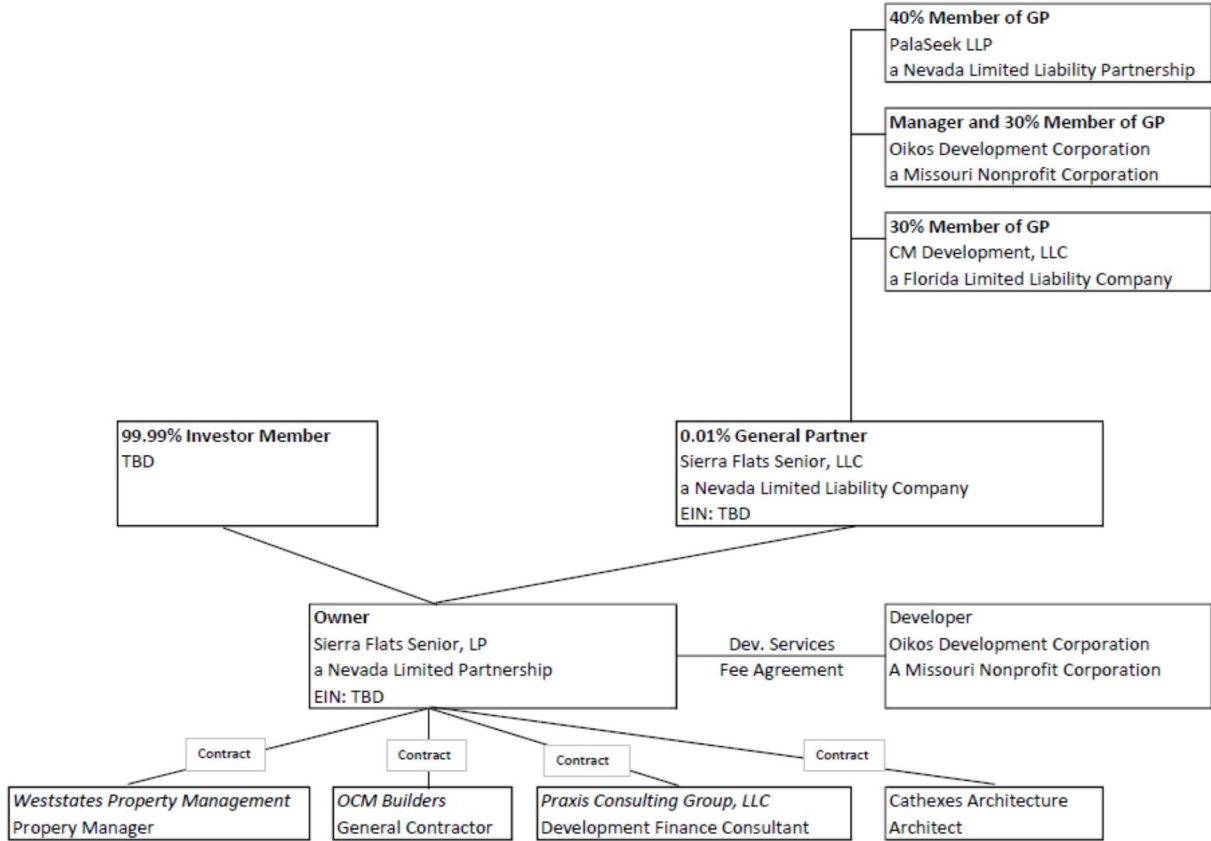 40% Member of GP
PalaSeek LLP
a Nevada Limited Liability Partnership
Manager and 30% Member of GP
Oikos Development Corporation
a Missouri Nonprofit Corporation
30% Member of GP
CM Development, LLC
a Florida Limited Liability Company
99.99% Investor Member
TBD
0.01% General Partner
Sierra Flats Senior, LLC
a Nevada Limited Liability Company
EIN: TBD
Owner
Sierra Flats Senior, LP
a Nevada Limited Partnership
EIN: TBD
Dev. Services
Fee Agreement
Developer
Oikos Development Corporation
A Missouri Nonprofit Corporation
Contract
Contract
Contract
Contract
Weststates Property Management
Propery Manager
OCM Builders
General Contractor
Praxis Consulting Group, LLC
Development Finance Consultant
Cathexes Architecture
Architect